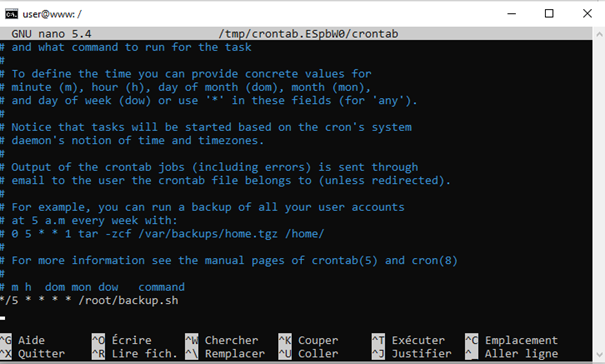 user@www: /
GNU nano 5.4 /tmp/crontab.ESpbW0/crontab
# and what command to run for the task
#
# To define the time you can provide concrete values for
# minute (m), hour (h), day of month (dom), month (mon),
# and day of week (dow) or use '*' in these fields (for 'any').
#
# Notice that tasks will be started based on the cron's system
# daemon's notion of time and timezones.
#
# Output of the crontab jobs (including errors) is sent through
# email to the user the crontab file belongs to (unless redirected).
#
# For example, you can run a backup of all your user accounts
# at 5 a.m every week with:
# 0 5 * * 1 tar -zcf /var/backups/home.tgz /home/
#
# For more information see the manual pages of crontab(5) and cron(8)
#
# m h  dom mon dow   command
*/5 * * * * /root/backup.sh
^G Aide ^O Écrire ^W Chercher ^K Couper ^T Exécuter ^C Emplacement
^X Quitter ^R Lire fich. ^\ Remplacer ^U Coller ^J Justifier ^_ Aller ligne